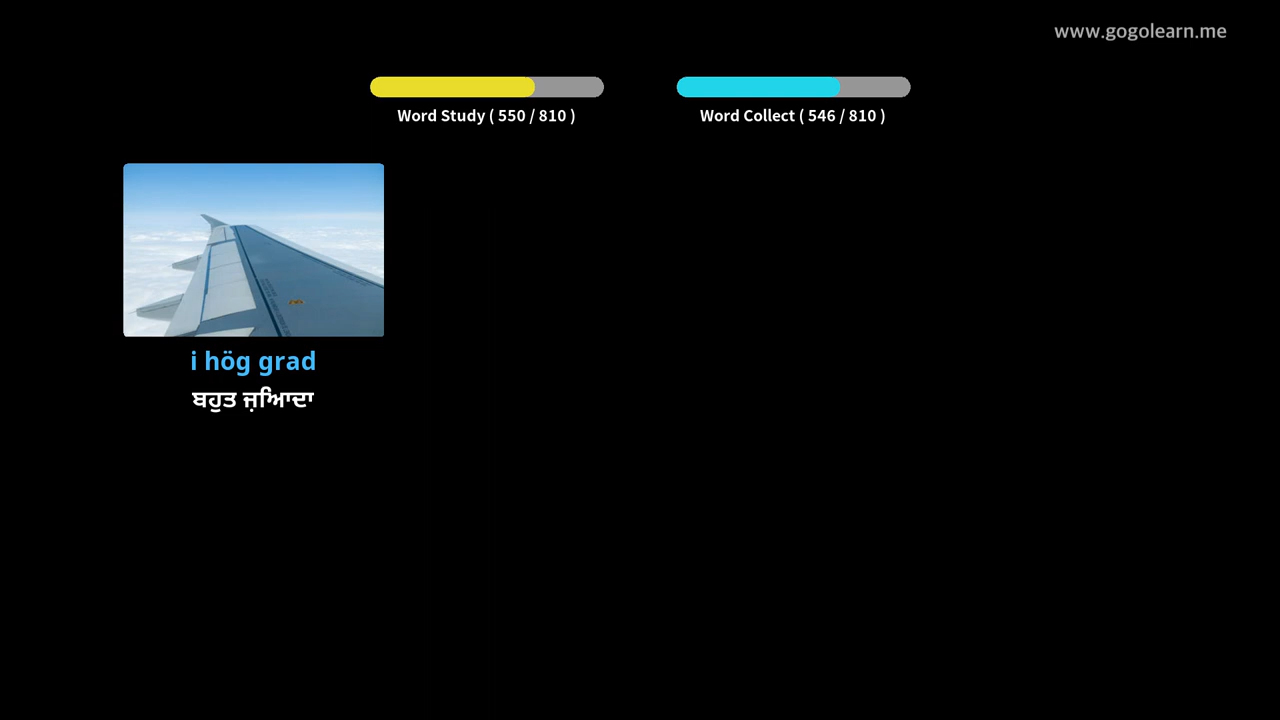 www.gogolearn.me
Word Study ( 550 / 810 )
Word Collect ( 546 / 810 )
i hög grad
ਬਹੁਤ ਜ਼ਿਆਦਾ